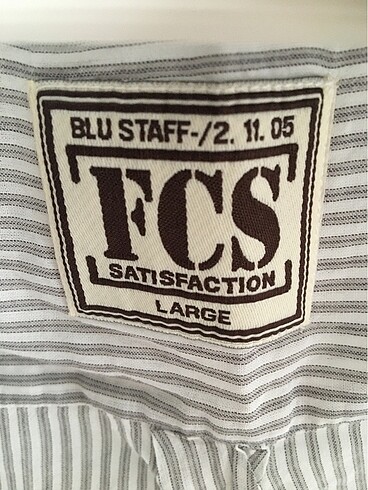 BLU STAFF-/2. 11. 05
FCS
SATISFACTION
LARGE